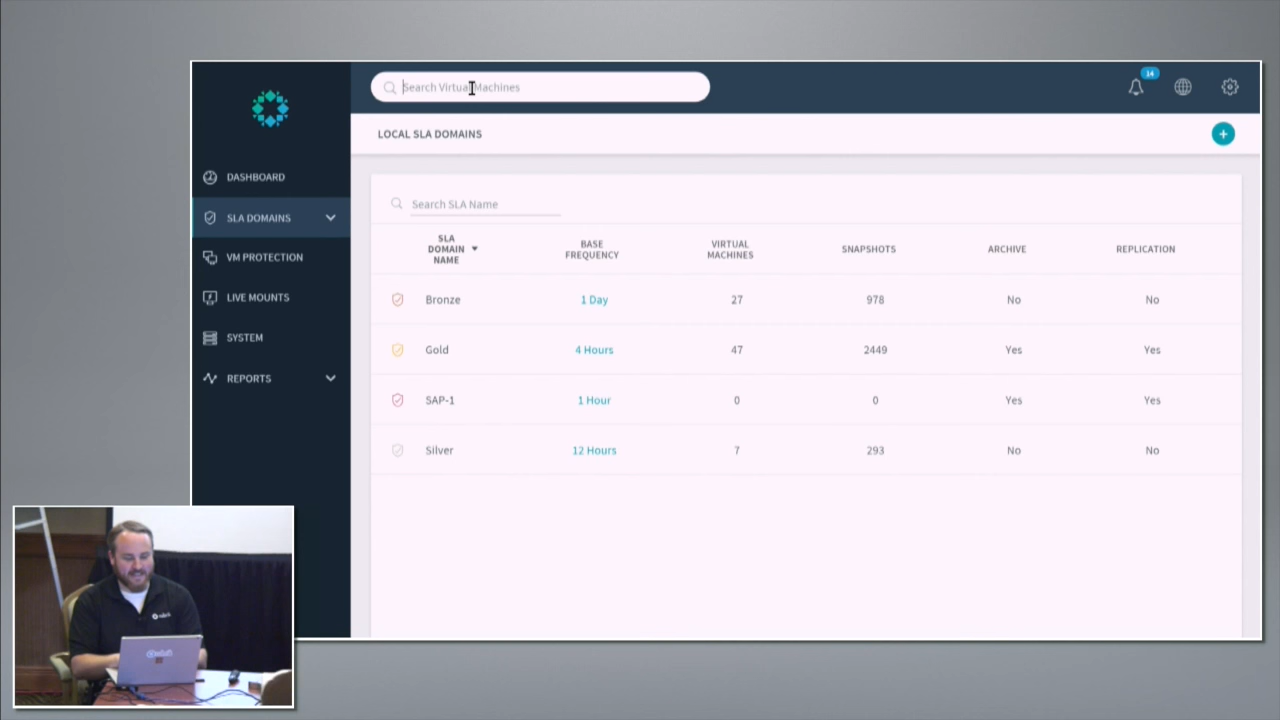 Search Virtual Machines
14
LOCAL SLA DOMAINS
DASHBOARD
SLA DOMAINS
VM PROTECTION
LIVE MOUNTS
SYSTEM
REPORTS
Search SLA Name
SLA
DOMAIN
NAME
BASE
FREQUENCY
VIRTUAL
MACHINES
SNAPSHOTS
ARCHIVE
REPLICATION
Bronze 1 Day 27 978 No No
Gold 4 Hours 47 2449 Yes Yes
SAP-1 1 Hour 0 0 Yes Yes
Silver 12 Hours 7 293 No No